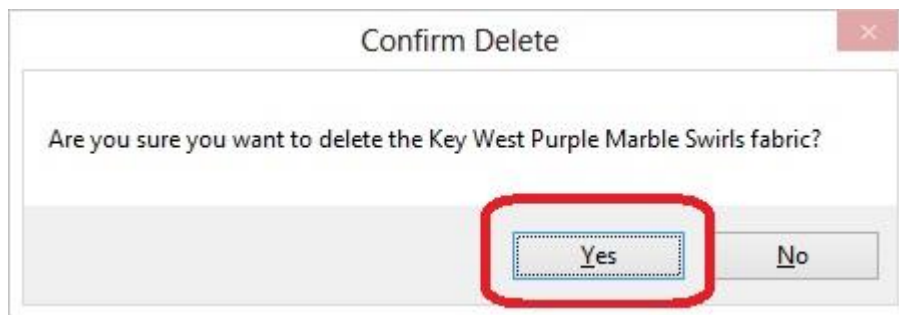 Confirm Delete
Are you sure you want to delete the Key West Purple Marble Swirls fabric?
Yes No